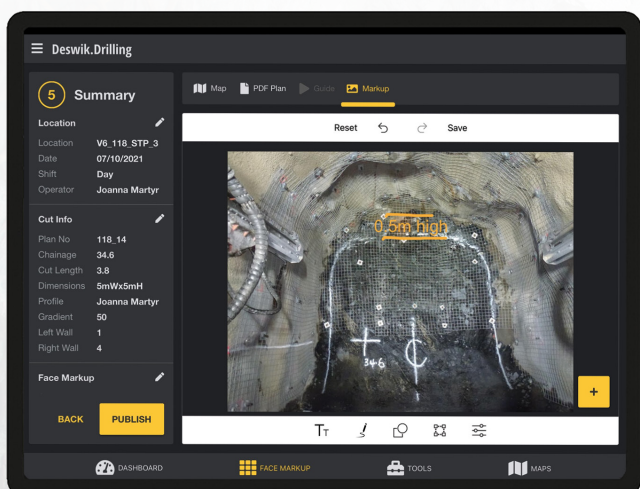 Deswik.Drilling
5 Summary
Location
Location V6_118_STP_3
Date 07/10/2021
Shift Day
Operator Joanna Martyr
Cut Info
Plan No 118_14
Chainage 34.6
Cut Length 3.8
Dimensions 5mWx5mH
Profile Joanna Martyr
Gradient 50
Left Wall 1
Right Wall 4
Face Markup
BACK PUBLISH
Map PDF Plan Guide Markup
Reset Save
0.5m high
34.6
+
TT
DASHBOARD FACE MARKUP TOOLS MAPS